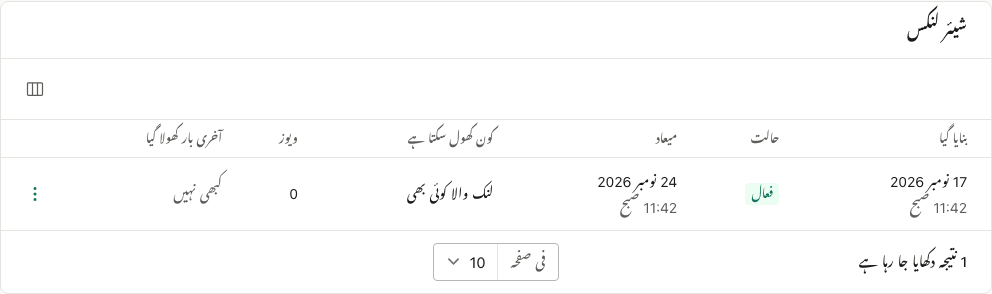 شیئر لنکس
بنایا گیا حالت میعاد کون کھول سکتا ہے ویوز آخری بار کھولا گیا
17 نومبر 2026 فعال 24 نومبر 2026 لنک والا کوئی بھی 0 کبھی نہیں
11:42 صبح 11:42 صبح
1 نتیجہ دکھایا جا رہا ہے
فی صفحہ 10